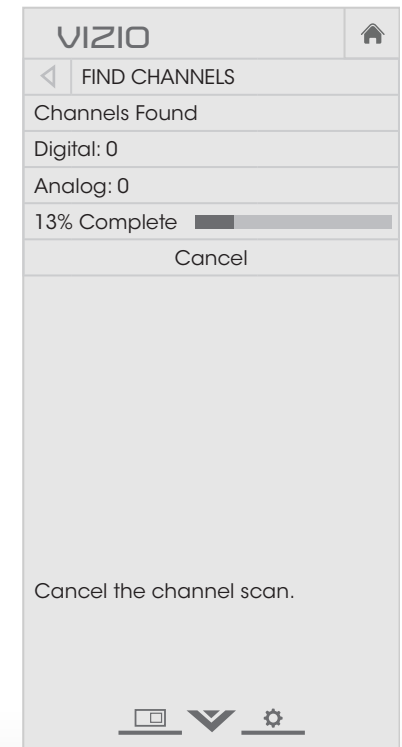 VIZIO
FIND CHANNELS
Channels Found
Digital: 0
Analog: 0
13% Complete
Cancel
Cancel the channel scan.